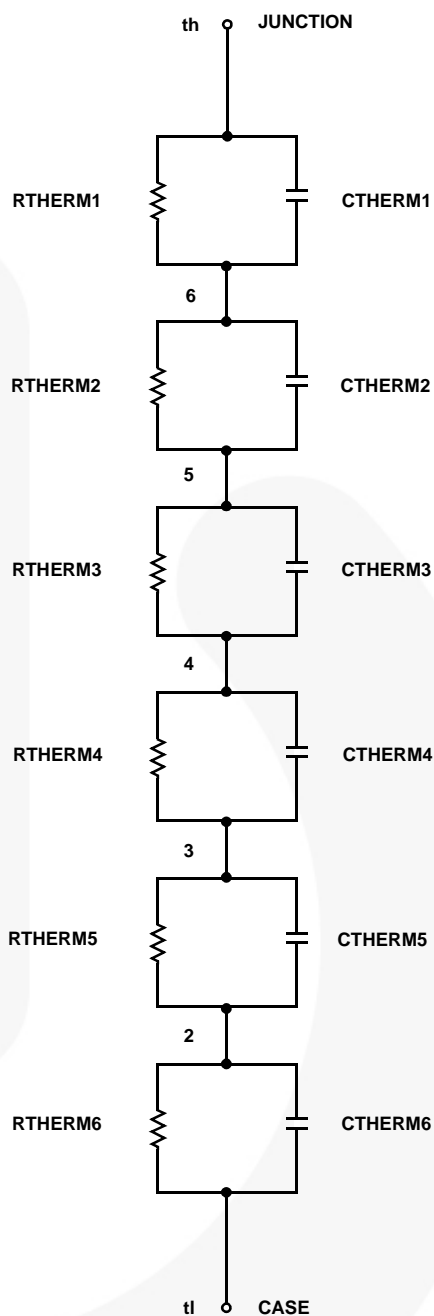 th JUNCTION
RTHERM1 CTHERM1
6
RTHERM2 CTHERM2
5
RTHERM3 CTHERM3
4
RTHERM4 CTHERM4
3
RTHERM5 CTHERM5
2
RTHERM6 CTHERM6
tl CASE